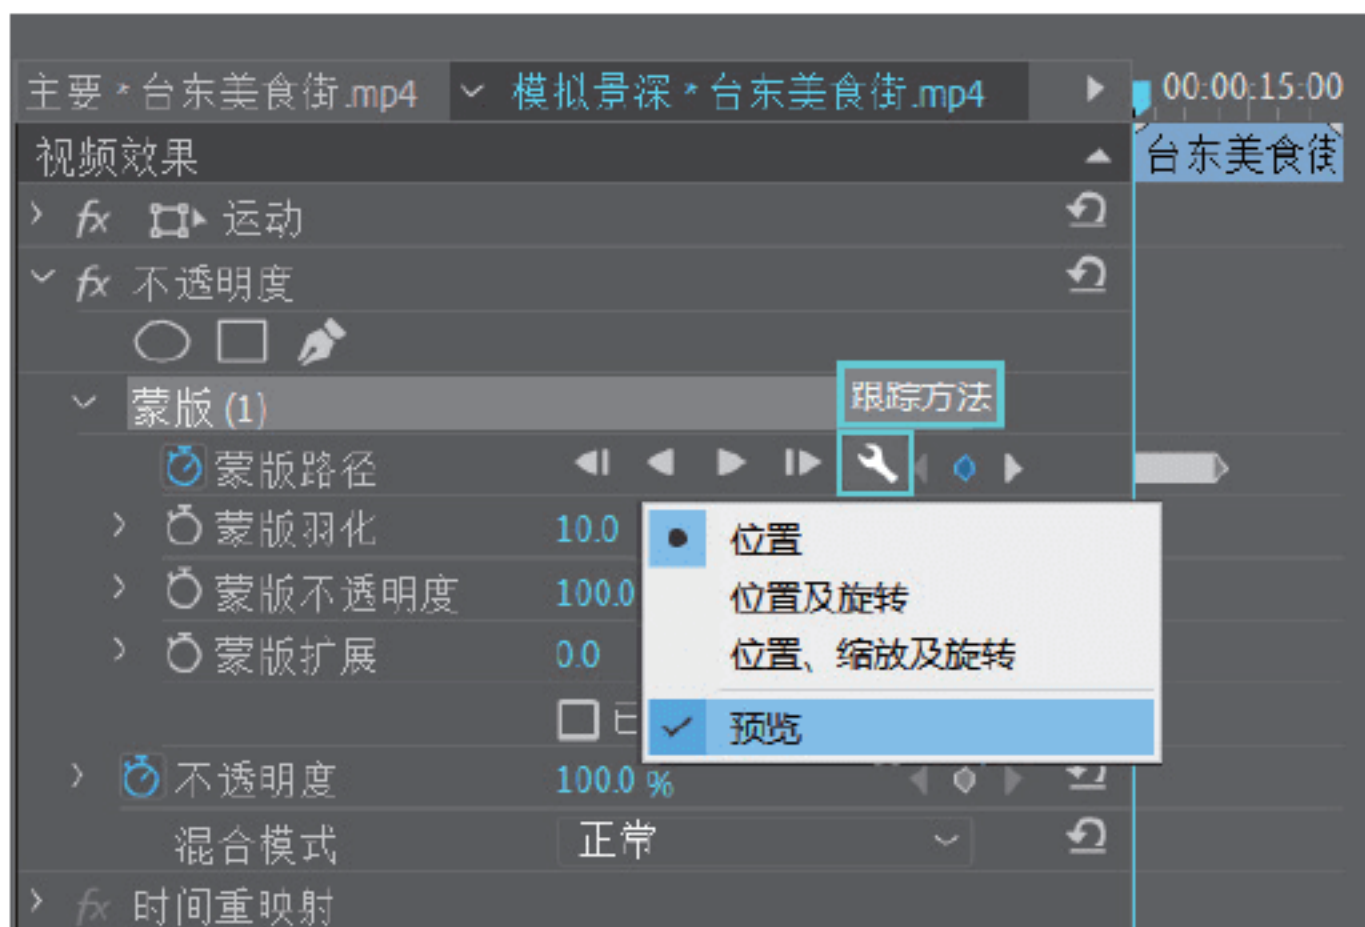 主要*台东美食街.mp4 模拟景深*台东美食街.mp4 00:00:15:00
视频效果 台东美食街
fx 运动
fx 不透明度
蒙版 (1) 跟踪方法
蒙版路径
蒙版羽化 10.0 位置
蒙版不透明度 100.0 位置及旋转
蒙版扩展 0.0 位置、缩放及旋转
预览
不透明度 100.0 %
混合模式 正常
fx 时间重映射